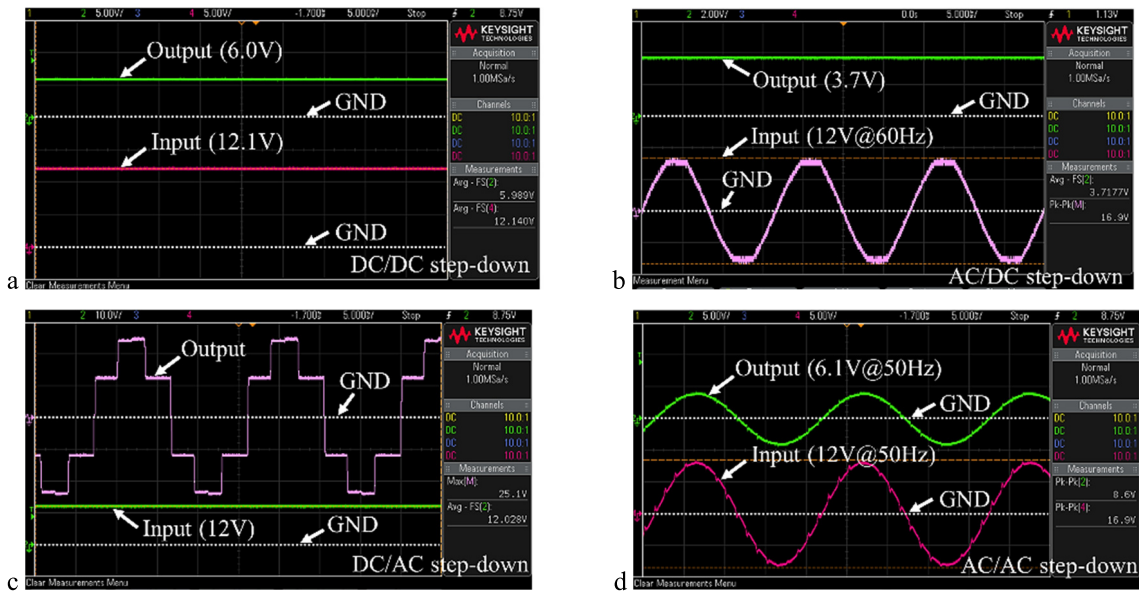 1 2 5.00V/ 3 4 5.00V/ -1.700% 5.000%/ Stop 2 8.75V
KEYSIGHT
TECHNOLOGIES
Acquisition
Normal
1.00MSa/s
Channels
DC 10.0:1
DC 10.0:1
DC 10.0:1
DC 10.0:1
Measurements
Avg - FS(2):
5.989V
Avg - FS(4):
12.140V
Output (6.0V)
GND
Input (12.1V)
GND
DC/DC step-down
Clear Measurements Menu
a
1 2 2.00V/ 3 4 0.0s 5.000%/ Stop 1 1.13V
KEYSIGHT
TECHNOLOGIES
Acquisition
Normal
1.00MSa/s
Channels
DC 10.0:1
DC 10.0:1
DC 10.0:1
DC 10.0:1
Measurements
Avg - FS(2):
3.7177V
Pk-Pk(M):
16.9V
Output (3.7V)
GND
Input (12V@60Hz)
GND
AC/DC step-down
Measurement Menu
b
1 2 10.0V/ 3 4 -1.700% 5.000%/ Stop 2 8.75V
KEYSIGHT
TECHNOLOGIES
Acquisition
Normal
1.00MSa/s
Channels
DC 10.0:1
DC 10.0:1
DC 10.0:1
DC 10.0:1
Measurements
Max(M):
25.1V
Avg - FS(2):
12.028V
Output
GND
Input (12V)
GND
DC/AC step-down
Clear Measurements Menu
c
1 2 5.00V/ 3 4 5.00V/ -1.700% 5.000%/ Stop 2 8.75V
KEYSIGHT
TECHNOLOGIES
Acquisition
Normal
1.00MSa/s
Channels
DC 10.0:1
DC 10.0:1
DC 10.0:1
DC 10.0:1
Measurements
Pk-Pk(2):
8.6V
Pk-Pk(4):
16.9V
Output (6.1V@50Hz)
GND
Input (12V@50Hz)
GND
AC/AC step-down
Clear Measurements Menu
d